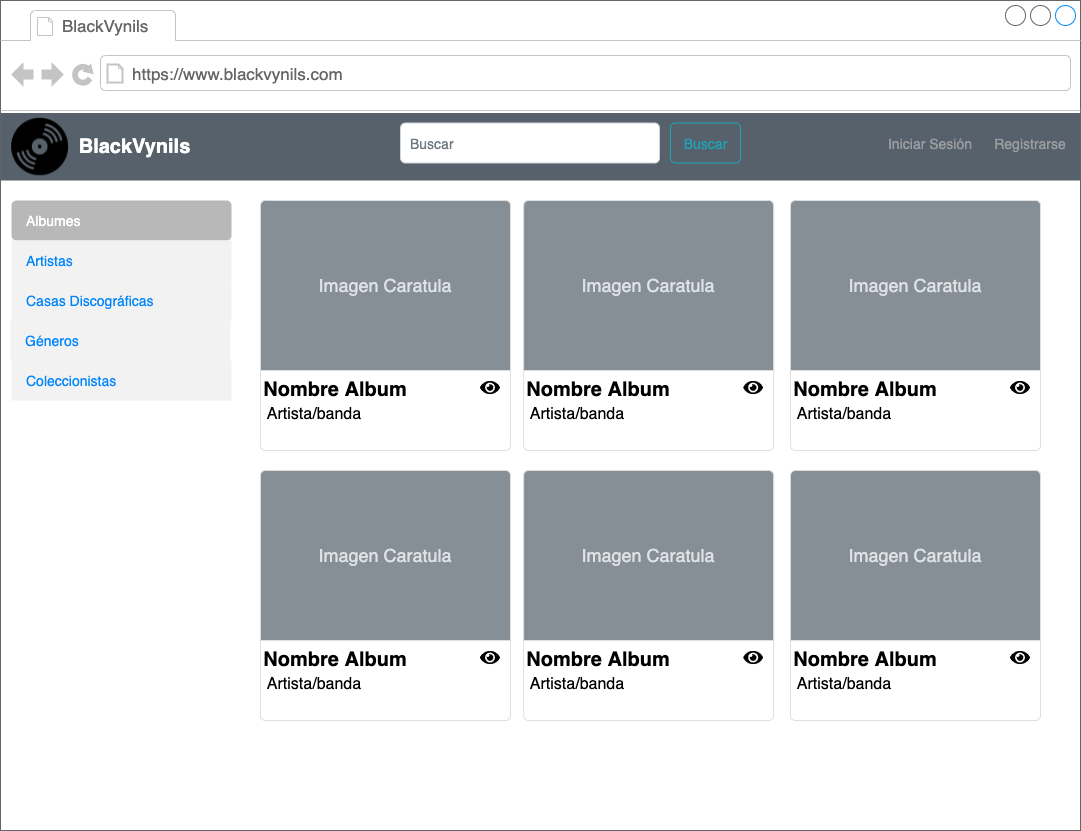 BlackVynils
https://www.blackvynils.com
BlackVynils
Buscar
Buscar
Iniciar Sesión
Registrarse
Albumes
Artistas
Casas Discográficas
Géneros
Coleccionistas
Imagen Caratula
Imagen Caratula
Imagen Caratula
Nombre Album
Artista/banda
Nombre Album
Artista/banda
Nombre Album
Artista/banda
Imagen Caratula
Imagen Caratula
Imagen Caratula
Nombre Album
Artista/banda
Nombre Album
Artista/banda
Nombre Album
Artista/banda